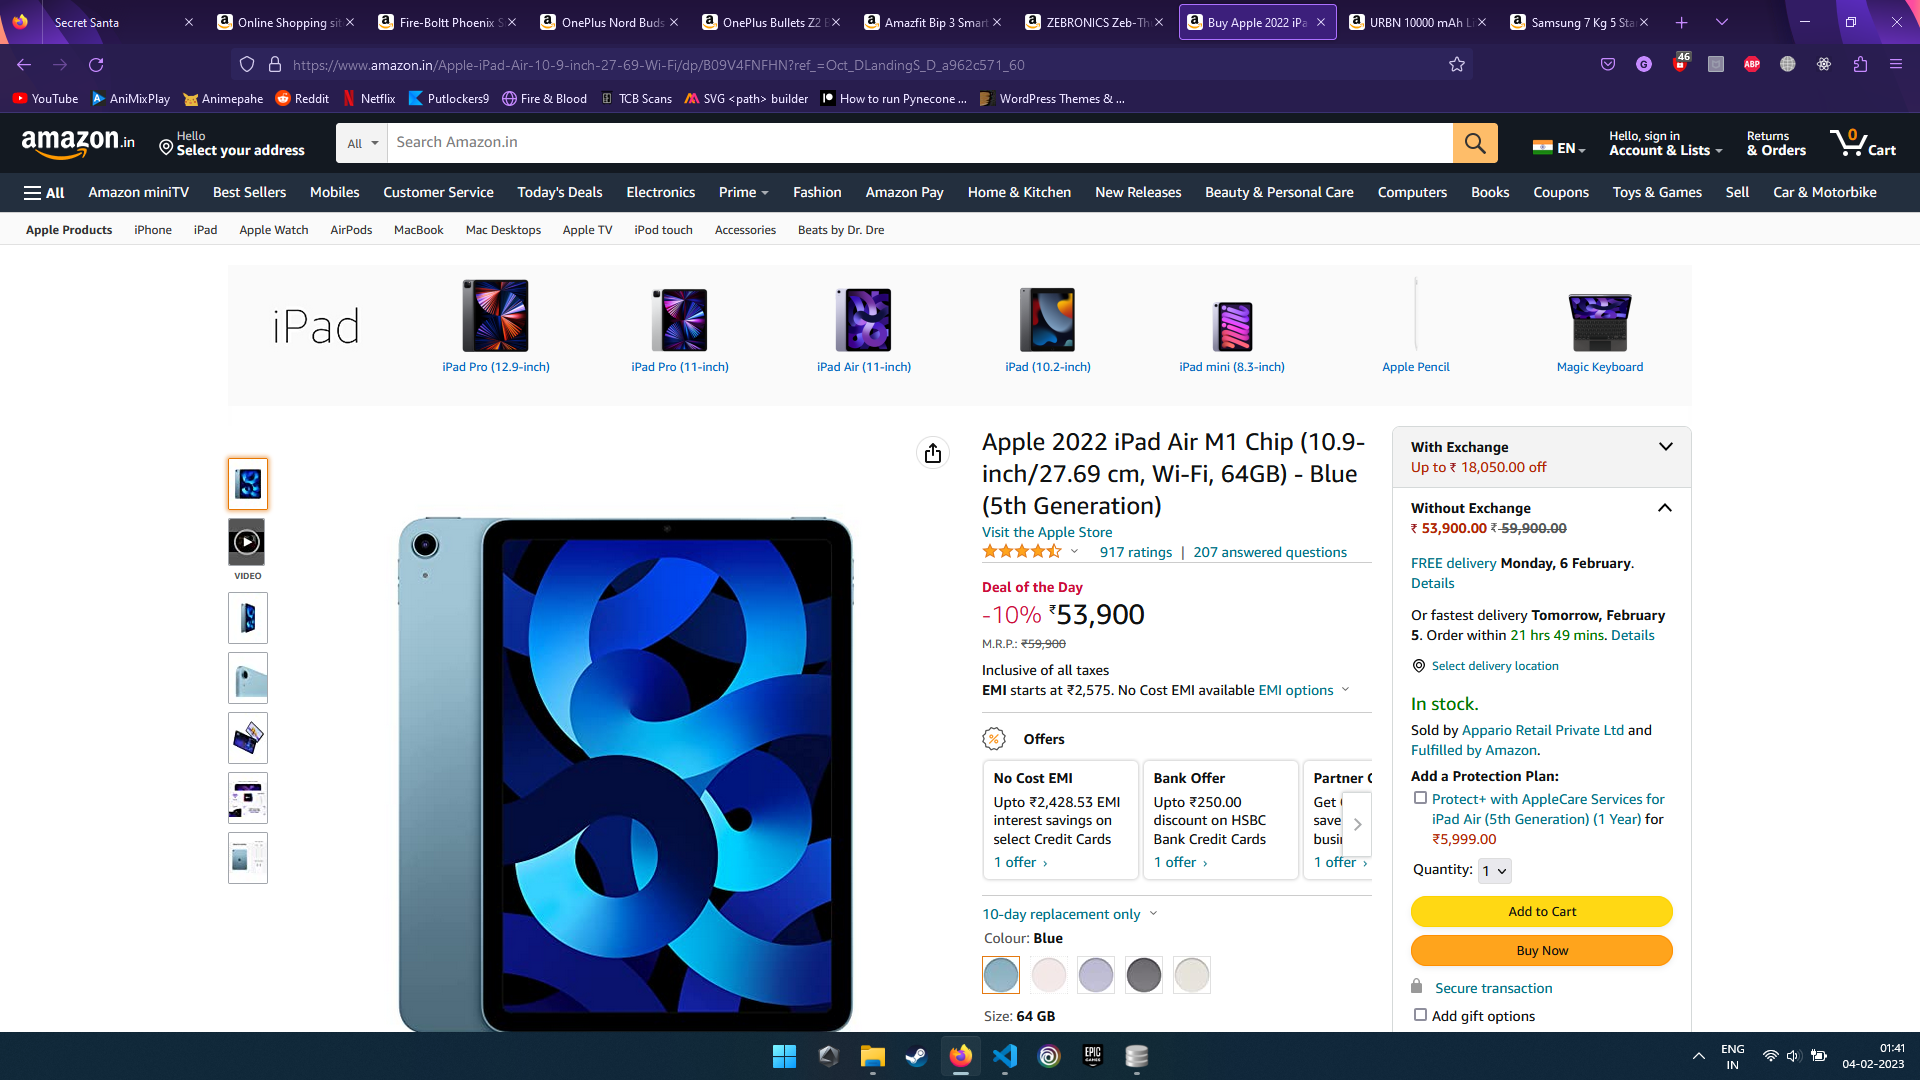 Secret Santa
Online Shopping sit
Fire-Boltt Phoenix S
OnePlus Nord Buds
OnePlus Bullets Z2 B
Amazfit Bip 3 Smart
ZEBRONICS Zeb-Th
Buy Apple 2022 iPa
URBN 10000 mAh Li
Samsung 7 Kg 5 Sta
https://www.amazon.in/Apple-iPad-Air-10-9-inch-27-69-Wi-Fi/dp/B09V4FNFHN?ref_=Oct_DLandingS_D_a962c571_60
G
46
ABP
YouTube
AniMixPlay
Animepahe
Reddit
Netflix
Putlockers9
Fire & Blood
TCB Scans
SVG <path> builder
How to run Pynecone ...
WordPress Themes & ...
amazon.in
Hello
Select your address
All
Search Amazon.in
EN
Hello, sign in
Account & Lists
Returns
& Orders
0
Cart
All
Amazon miniTV
Best Sellers
Mobiles
Customer Service
Today's Deals
Electronics
Prime
Fashion
Amazon Pay
Home & Kitchen
New Releases
Beauty & Personal Care
Computers
Books
Coupons
Toys & Games
Sell
Car & Motorbike
Apple Products
iPhone
iPad
Apple Watch
AirPods
MacBook
Mac Desktops
Apple TV
iPod touch
Accessories
Beats by Dr. Dre
iPad
iPad Pro (12.9-inch)
iPad Pro (11-inch)
iPad Air (11-inch)
iPad (10.2-inch)
iPad mini (8.3-inch)
Apple Pencil
Magic Keyboard
VIDEO
Apple 2022 iPad Air M1 Chip (10.9-
inch/27.69 cm, Wi-Fi, 64GB) - Blue
(5th Generation)
Visit the Apple Store
917 ratings | 207 answered questions
Deal of the Day
-10% ₹53,900
M.R.P.: ₹59,900
Inclusive of all taxes
EMI starts at ₹2,575. No Cost EMI available EMI options
Offers
No Cost EMI
Upto ₹2,428.53 EMI
interest savings on
select Credit Cards
1 offer ›
Bank Offer
Upto ₹250.00
discount on HSBC
Bank Credit Cards
1 offer ›
Partner
Get
save
busi
1 offer ›
10-day replacement only
Colour: Blue
Size: 64 GB
With Exchange
Up to ₹ 18,050.00 off
Without Exchange
₹ 53,900.00 ₹ 59,900.00
FREE delivery Monday, 6 February.
Details
Or fastest delivery Tomorrow, February
5. Order within 21 hrs 49 mins. Details
Select delivery location
In stock.
Sold by Appario Retail Private Ltd and
Fulfilled by Amazon.
Add a Protection Plan:
Protect+ with AppleCare Services for
iPad Air (5th Generation) (1 Year) for
₹5,999.00
Quantity: 1
Add to Cart
Buy Now
Secure transaction
Add gift options
EPIC
GAMES
ENG
IN
01:41
04-02-2023